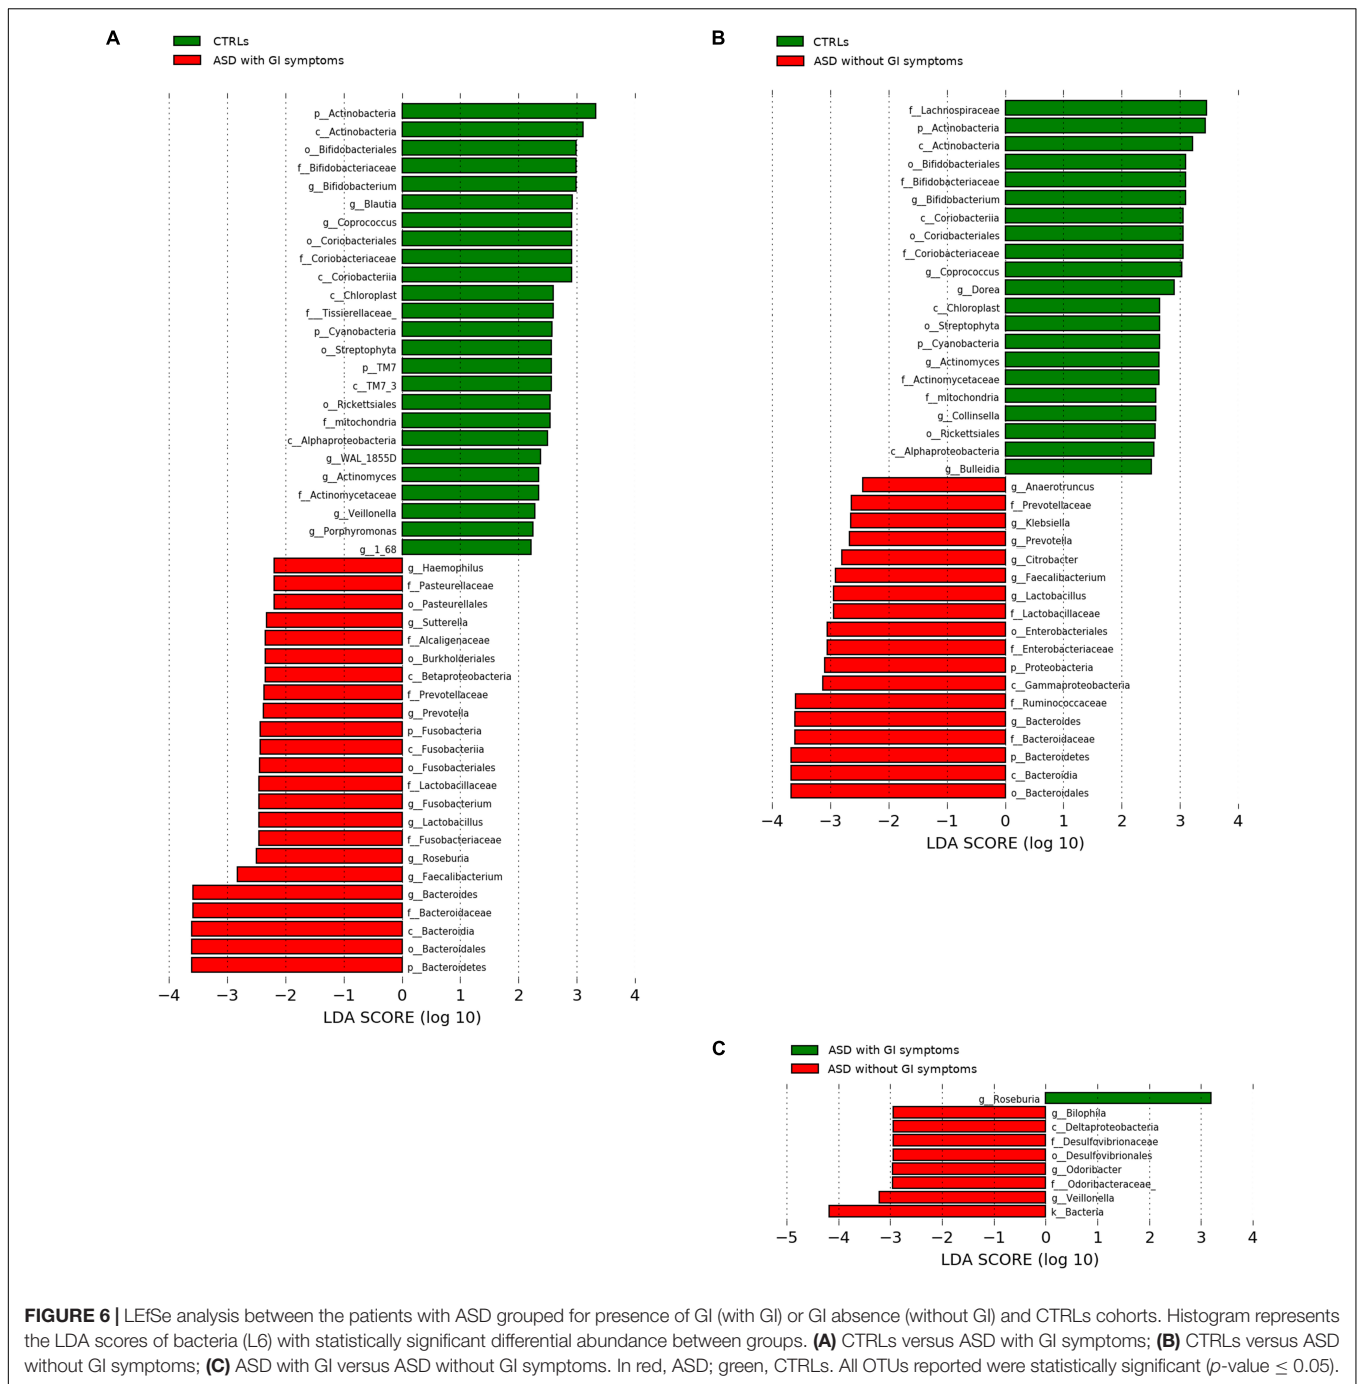 A
CTRLs
ASD with GI symptoms
p__Actinobacteria
c__Actinobacteria
o__Bifidobacteriales
f__Bifidobacteriaceae
g__Bifidobacterium
g__Blautia
g__Coprococcus
o__Coriobacteriales
f__Coriobacteriaceae
c__Coriobacteriia
c__Chloroplast
f___Tissierellaceae_
p__Cyanobacteria
o__Streptophyta
p__TM7
c__TM7_3
o__Rickettsiales
f__mitochondria
c__Alphaproteobacteria
g__WAL_1855D
g__Actinomyces
f__Actinomycetaceae
g__Veillonella
g__Porphyromonas
g__1_68
g__Haemophilus
f__Pasteurellaceae
o__Pasteurellales
g__Sutterella
f__Alcaligenaceae
o__Burkholderiales
c__Betaproteobacteria
f__Prevotellaceae
g__Prevotella
p__Fusobacteria
c__Fusobacteriia
o__Fusobacteriales
f__Lactobacillaceae
g__Fusobacterium
g__Lactobacillus
f__Fusobacteriaceae
g__Roseburia
g__Faecalibacterium
g__Bacteroides
f__Bacteroidaceae
c__Bacteroidia
o__Bacteroidales
p__Bacteroidetes
−4 −3 −2 −1 0 1 2 3 4
LDA SCORE (log 10)
B
CTRLs
ASD without GI symptoms
f__Lachnospiraceae
p__Actinobacteria
c__Actinobacteria
o__Bifidobacteriales
f__Bifidobacteriaceae
g__Bifidobacterium
c__Coriobacteriia
o__Coriobacteriales
f__Coriobacteriaceae
g__Coprococcus
g__Dorea
c__Chloroplast
o__Streptophyta
p__Cyanobacteria
g__Actinomyces
f__Actinomycetaceae
f__mitochondria
g__Collinsella
o__Rickettsiales
c__Alphaproteobacteria
g__Bulleidia
g__Anaerotruncus
f__Prevotellaceae
g__Klebsiella
g__Prevotella
g__Citrobacter
g__Faecalibacterium
g__Lactobacillus
f__Lactobacillaceae
o__Enterobacteriales
f__Enterobacteriaceae
p__Proteobacteria
c__Gammaproteobacteria
f__Ruminococcaceae
g__Bacteroides
f__Bacteroidaceae
p__Bacteroidetes
c__Bacteroidia
o__Bacteroidales
−4 −3 −2 −1 0 1 2 3 4
LDA SCORE (log 10)
C
ASD with GI symptoms
ASD without GI symptoms
g__Roseburia
g__Bilophila
c__Deltaproteobacteria
f__Desulfovibrionaceae
o__Desulfovibrionales
g__Odoribacter
f___Odoribacteraceae_
g__Veillonella
k__Bacteria
−5 −4 −3 −2 −1 0 1 2 3 4
LDA SCORE (log 10)
FIGURE 6 | LEfSe analysis between the patients with ASD grouped for presence of GI (with GI) or GI absence (without GI) and CTRLs cohorts. Histogram represents
the LDA scores of bacteria (L6) with statistically significant differential abundance between groups. (A) CTRLs versus ASD with GI symptoms; (B) CTRLs versus ASD
without GI symptoms; (C) ASD with GI versus ASD without GI symptoms. In red, ASD; green, CTRLs. All OTUs reported were statistically significant (p-value ≤ 0.05).